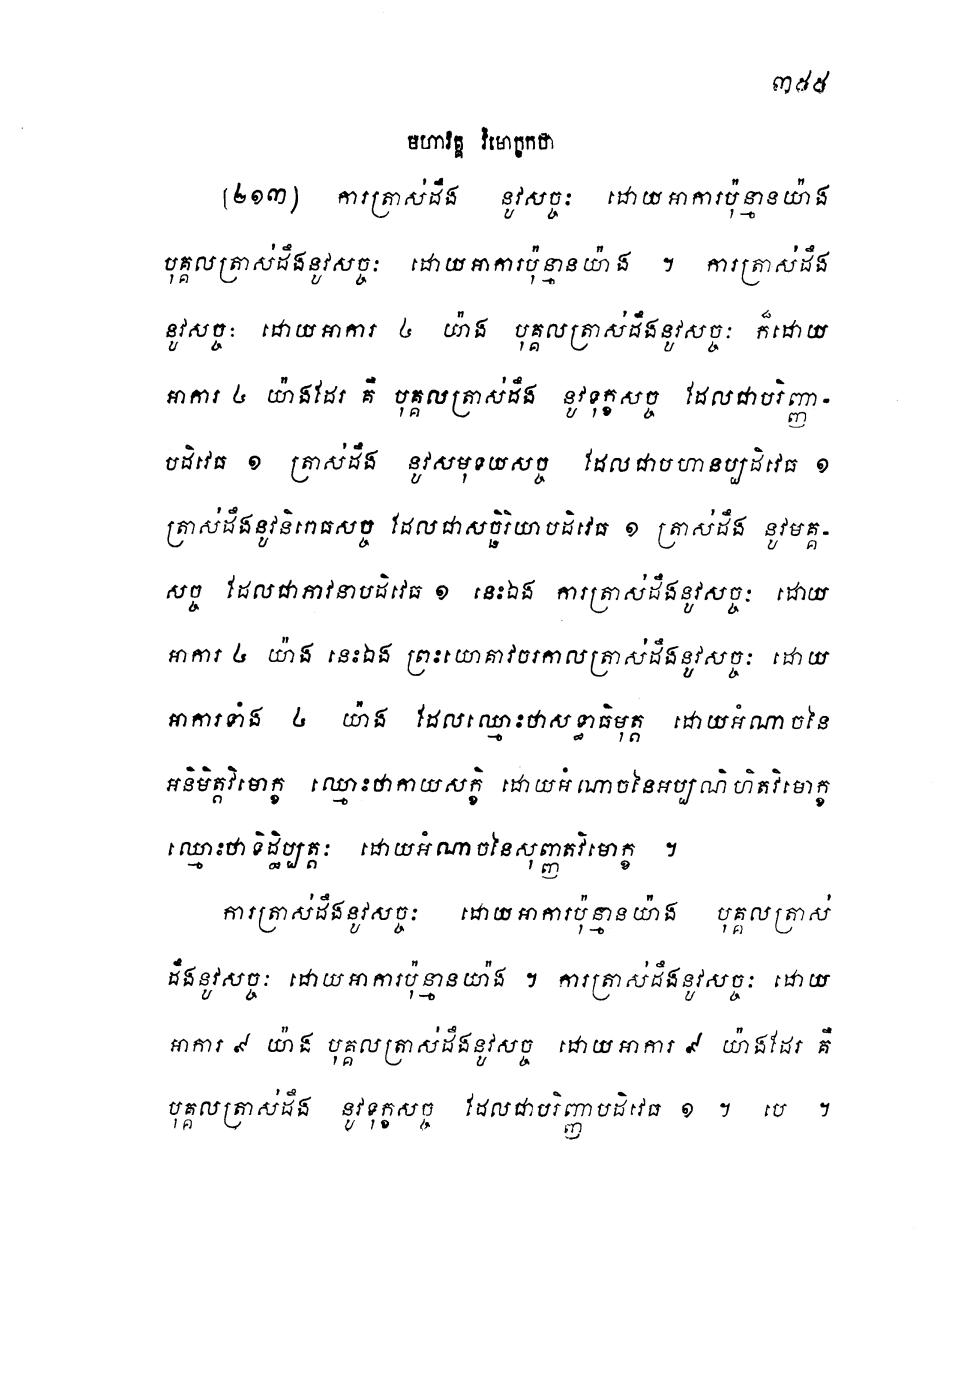 ៣៩៥
មហាវគ្គ វិមោក្ខកថា
(៤១៣) ការត្រាស់ដឹង នូវសច្ចៈ ដោយអាការប៉ុន្មានយ៉ាង
បុគ្គលត្រាស់ដឹងនូវសច្ចៈ ដោយអាការប៉ុន្មានយ៉ាង ។ ការត្រាស់ដឹង
នូវសច្ចៈ ដោយអាការ ៤ យ៉ាង បុគ្គលត្រាស់ដឹងនូវសច្ចៈ ក៏ដោយ
អាការ ៤ យ៉ាងដែរ គឺ បុគ្គលត្រាស់ដឹង នូវទុក្ខសច្ច ដែលជាបរិញ្ញា-
បដិវេធ ១ ត្រាស់ដឹង នូវសមុទយសច្ច ដែលជាបហានប្បដិវេធ ១
ត្រាស់ដឹងនូវនិរោធសច្ច ដែលជាសច្ឆិរិយាបដិវេធ ១ ត្រាស់ដឹង នូវមគ្គ-
សច្ច ដែលជាភាវនាបដិវេធ ១ នេះឯង ការត្រាស់ដឹងនូវសច្ចៈ ដោយ
អាការ ៤ យ៉ាង នេះឯង ព្រះយោគាវចរកាលត្រាស់ដឹងនូវសច្ចៈ ដោយ
អាការទាំង ៤ យ៉ាង ដែលឈ្មោះថាសទ្ធាធិមុត្ត ដោយអំណាចនៃ
អនិមិត្តវិមោក្ខ ឈ្មោះថាកាយសក្ខិ ដោយអំណាចនៃអប្បណិហិតវិមោក្ខ
ឈ្មោះថាទិដ្ឋិប្បត្តៈ ដោយអំណាចនៃសុញ្ញតវិមោក្ខ ។
ការត្រាស់ដឹងនូវសច្ចៈ ដោយអាការប៉ុន្មានយ៉ាង បុគ្គលត្រាស់
ដឹងនូវសច្ចៈ ដោយអាការប៉ុន្មានយ៉ាង ។ ការត្រាស់ដឹងនូវសច្ចៈ ដោយ
អាការ ៩ យ៉ាង បុគ្គលត្រាស់ដឹងនូវសច្ច ដោយអាការ ៩ យ៉ាងដែរ គឺ
បុគ្គលត្រាស់ដឹង នូវទុក្ខសច្ច ដែលជាបរិញ្ញាបដិវេធ ១ ។ បេ ។